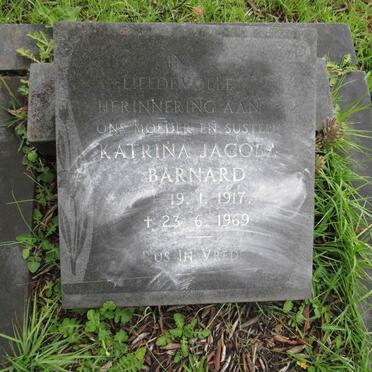 IN
LIEFDEVOLLE
HERINNERING AAN
ONS MOEDER EN SUSTER
KATRINA JACOBA
BARNARD
19. 1. 1917.
✝ 23. 6. 1969
RUS IN VREDE